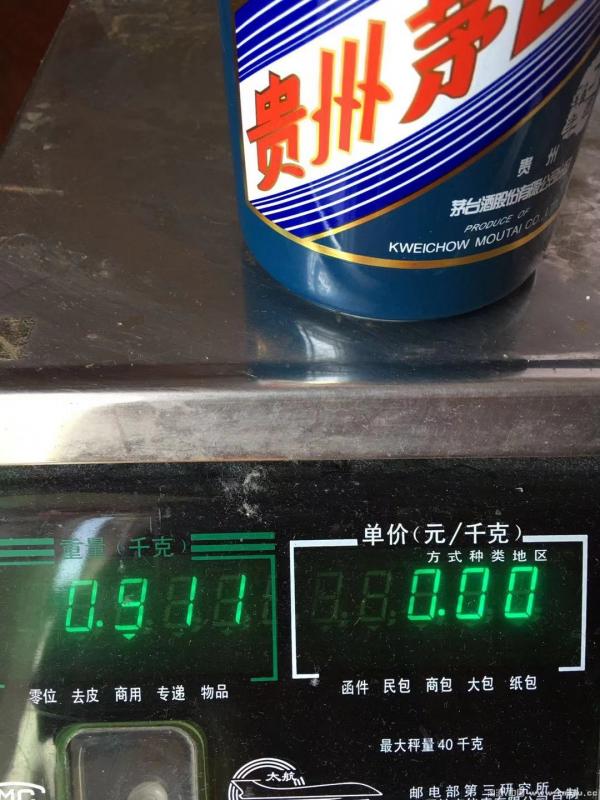 贵州茅台
贵州
茅台酒股份有限公司
PRODUCE OF
KWEICHOW MOUTAI CO.
重量（千克）
单价（元/千克）
方式种类地区
0.911
0.00
零位 去皮 商用 专递 物品
函件 民包 商包 大包 纸包
最大秤量40千克
太航
MC
邮电部第三研究所